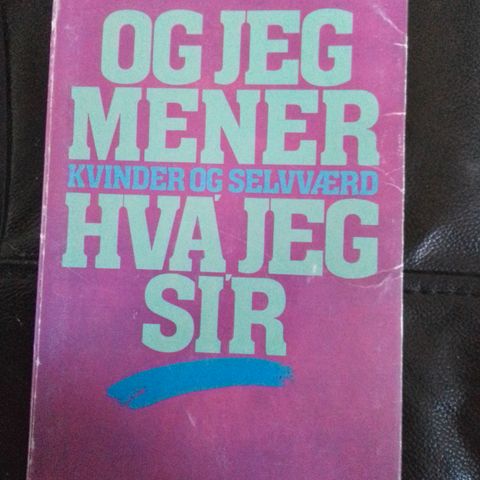 OG JEG
MENER
KVINDER OG SELVVÆRD
HVA' JEG
SI'R